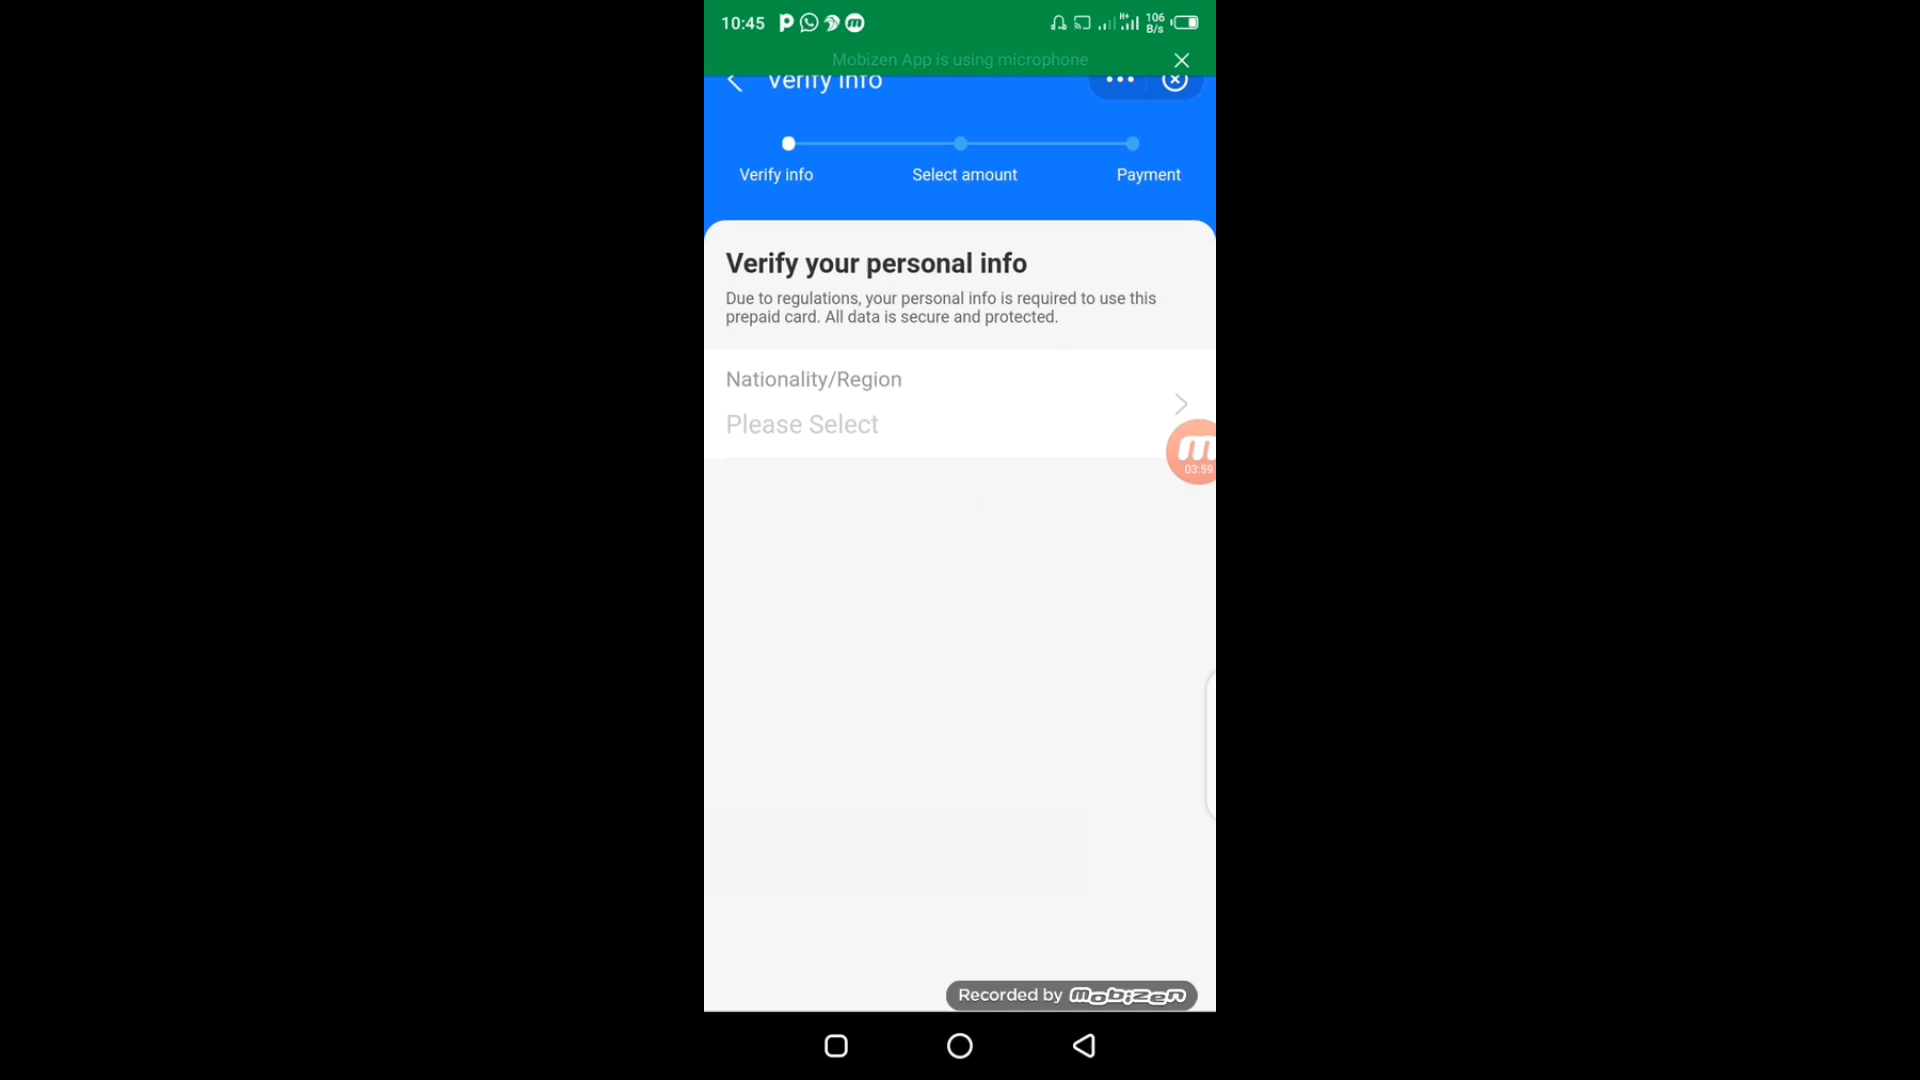 10:45
H+
106
B/s
Mobizen App is using microphone
Verify info
Verify info
Select amount
Payment
Verify your personal info
Due to regulations, your personal info is required to use this
prepaid card. All data is secure and protected.
Nationality/Region
Please Select
m
03:59
Recorded by mobizen